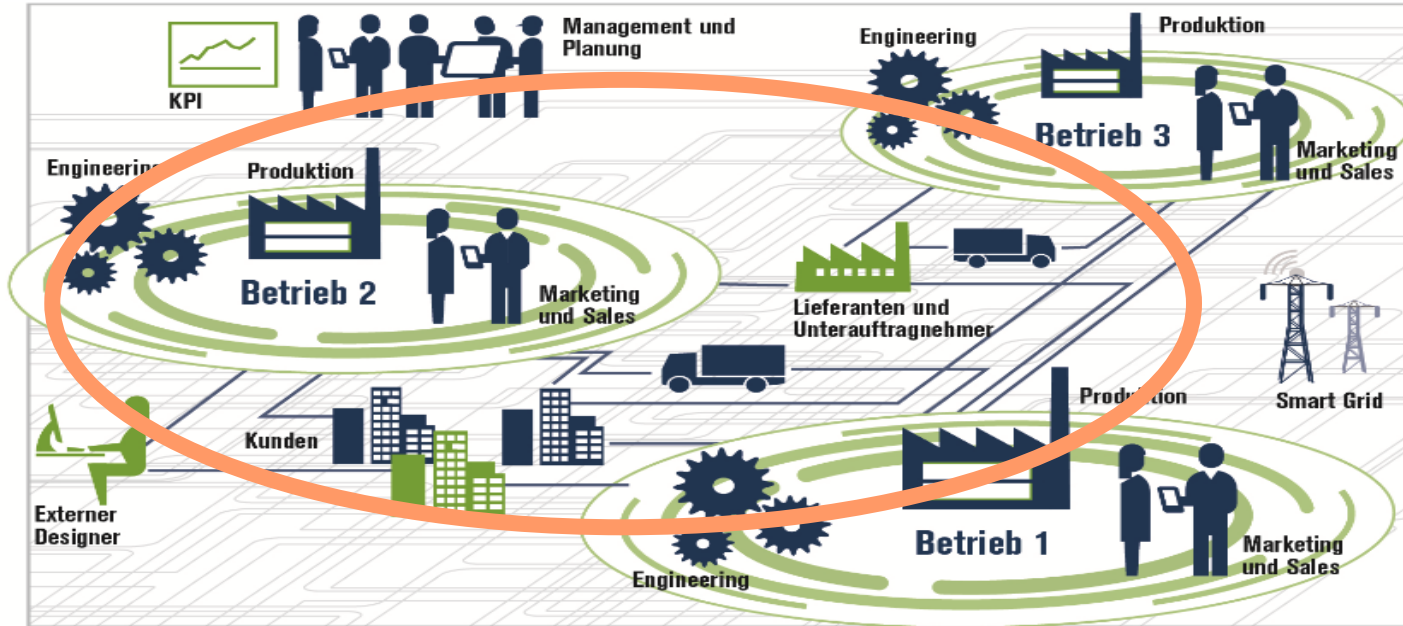 Management und
Planung
KPI
Engineering
Produktion
Betrieb 3
Marketing
und Sales
Engineering
Produktion
Betrieb 2
Marketing
und Sales
Lieferanten und
Unterauftragnehmer
Smart Grid
Kunden
Externer
Designer
Produktion
Betrieb 1
Engineering
Marketing
und Sales